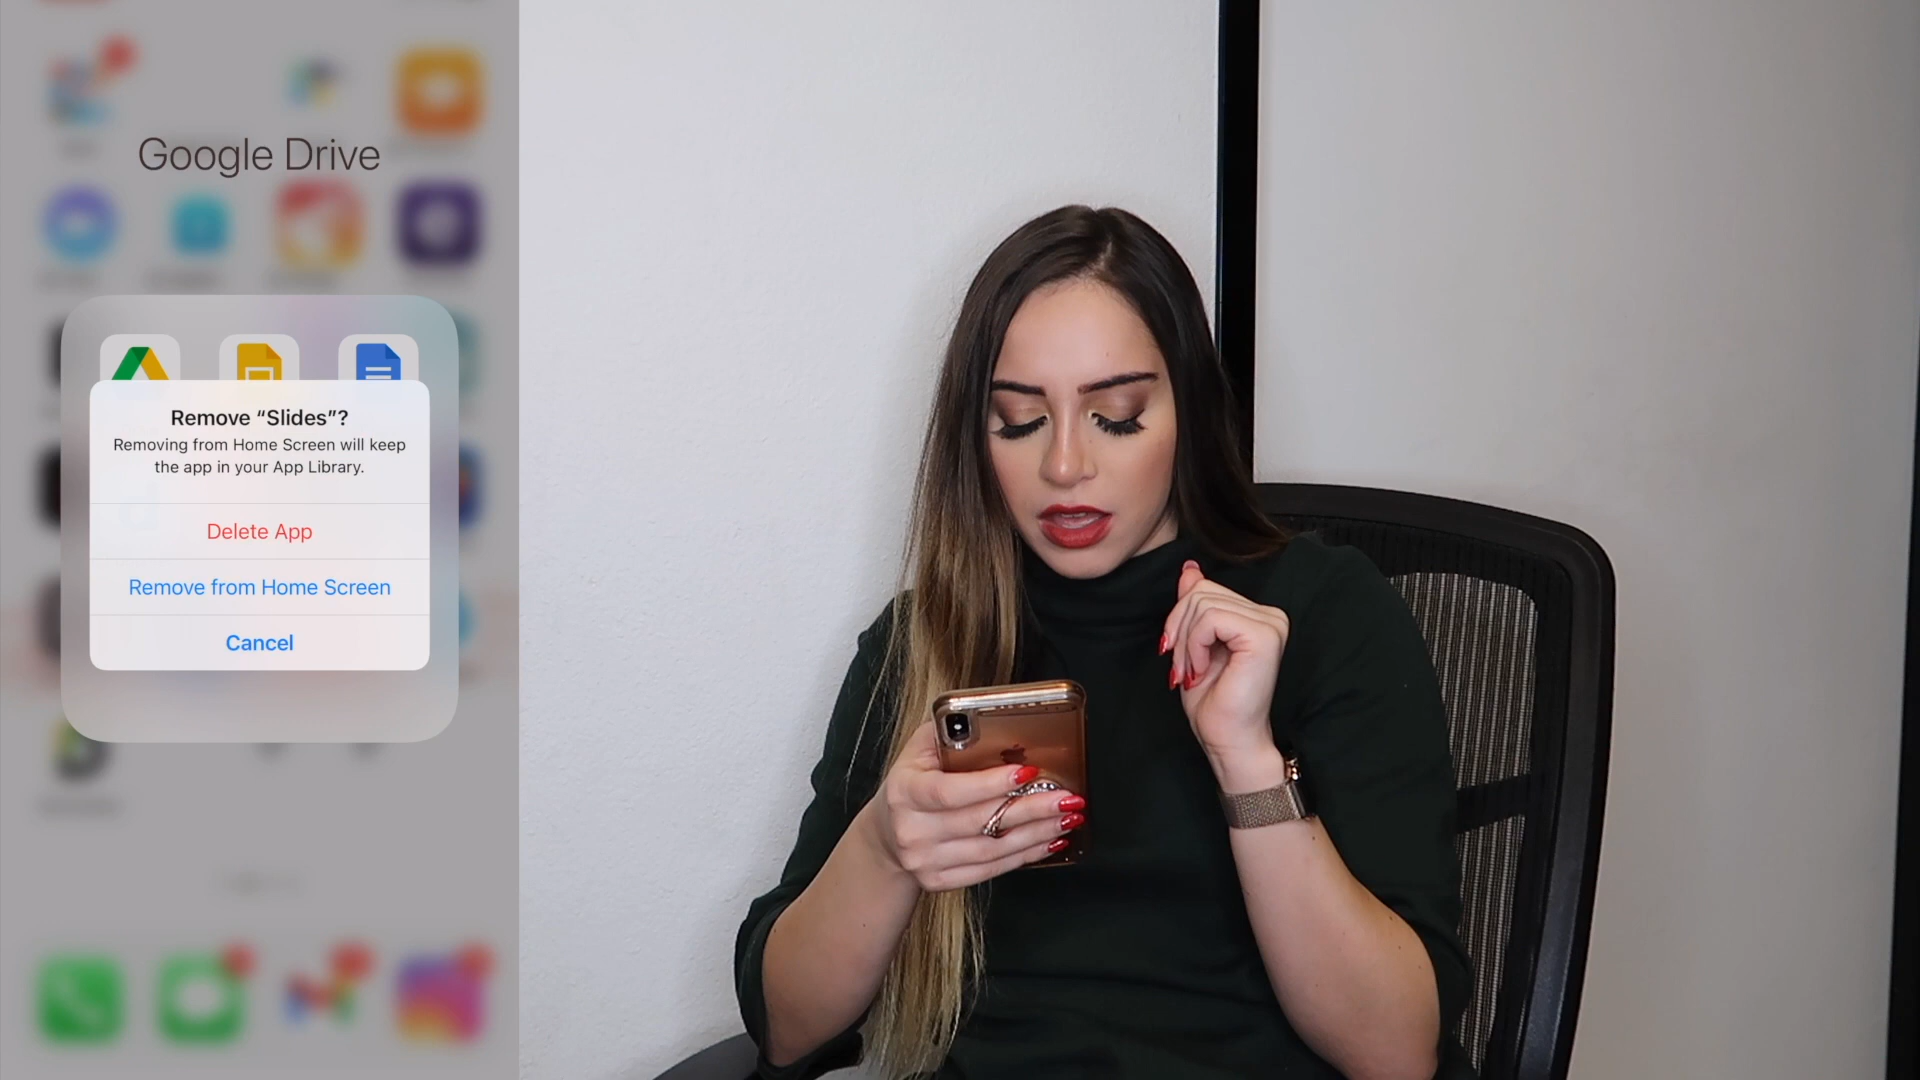 Google Drive
Remove “Slides”?
Removing from Home Screen will keep
the app in your App Library.
Delete App
Remove from Home Screen
Cancel